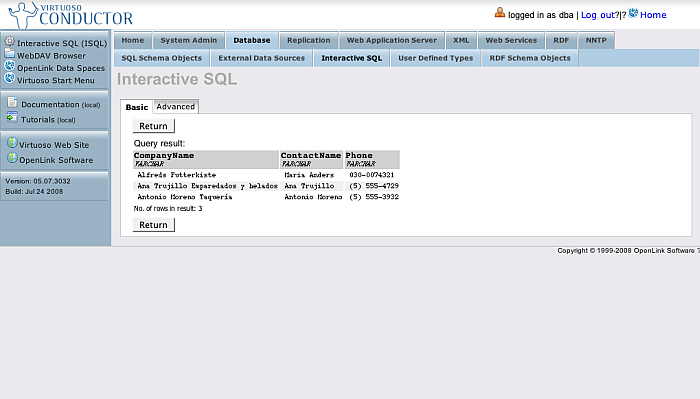 VIRTUOSO
CONDUCTOR
logged in as dba | Log out?|? Home
Interactive SQL (ISQL)
WebDAV Browser
OpenLink Data Spaces
Virtuoso Start Menu
Documentation (local)
Tutorials (local)
Virtuoso Web Site
OpenLink Software
Version: 05.07.3032
Build: Jul 24 2008
Home System Admin Database Replication Web Application Server XML Web Services RDF NNTP
SQL Schema Objects External Data Sources Interactive SQL User Defined Types RDF Schema Objects
Interactive SQL
Basic Advanced
Return
Query result:
CompanyName ContactName Phone
VARCHAR VARCHAR VARCHAR
Alfreds Futterkiste Maria Anders 030-0074321
Ana Trujillo Emparedados y helados Ana Trujillo (5) 555-4729
Antonio Moreno Taquería Antonio Moreno (5) 555-3932
No. of rows in result: 3
Return
Copyright © 1999-2008 OpenLink Software ?